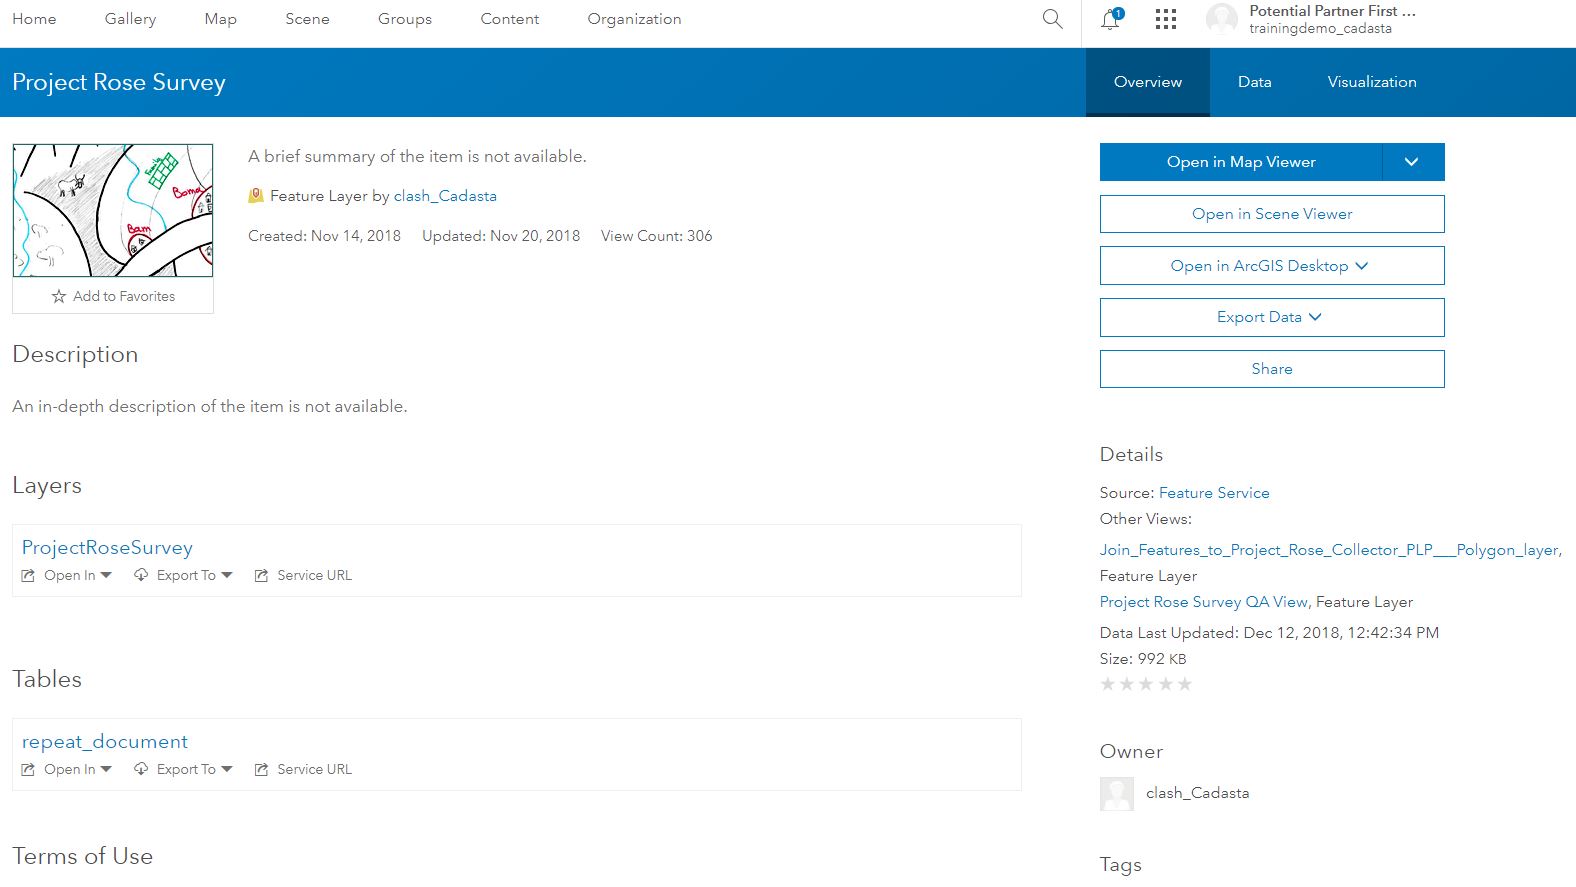 Home Gallery Map Scene Groups Content Organization
1
Potential Partner First ...
trainingdemo_cadasta
Project Rose Survey
Overview Data Visualization
Bama
Bam
Add to Favorites
A brief summary of the item is not available.
Feature Layer by clash_Cadasta
Created: Nov 14, 2018 Updated: Nov 20, 2018 View Count: 306
Description
An in-depth description of the item is not available.
Layers
ProjectRoseSurvey
Open In Export To Service URL
Tables
repeat_document
Open In Export To Service URL
Terms of Use
Open in Map Viewer
Open in Scene Viewer
Open in ArcGIS Desktop
Export Data
Share
Details
Source: Feature Service
Other Views:
Join_Features_to_Project_Rose_Collector_PLP___Polygon_layer,
Feature Layer
Project Rose Survey QA View, Feature Layer
Data Last Updated: Dec 12, 2018, 12:42:34 PM
Size: 992 KB
Owner
clash_Cadasta
Tags